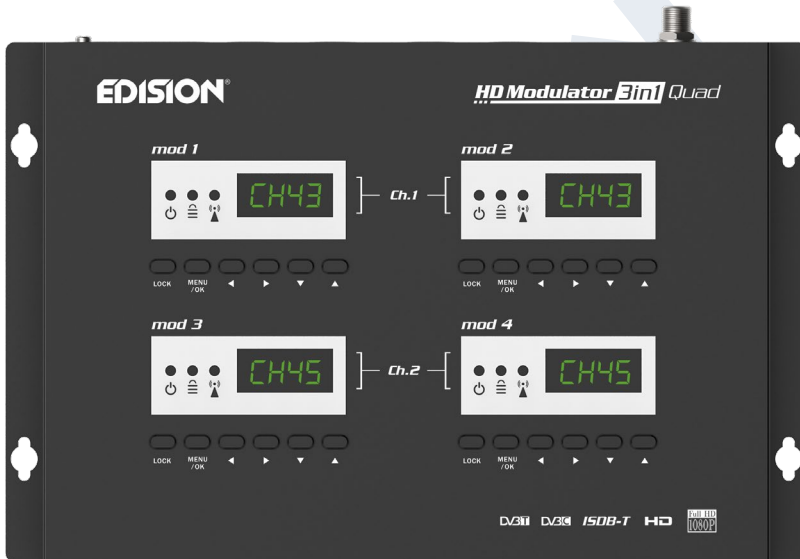 EDISION®
HD Modulator 3in1 Quad
mod 1
CH43
Ch.1
mod 2
CH43
LOCK MENU /OK ◀ ▶ ▼ ▲
LOCK MENU /OK ◀ ▶ ▼ ▲
mod 3
CH45
Ch.2
mod 4
CH45
LOCK MENU /OK ◀ ▶ ▼ ▲
LOCK MENU /OK ◀ ▶ ▼ ▲
DVB T DVB C ISDB-T HD Full HD 1080P